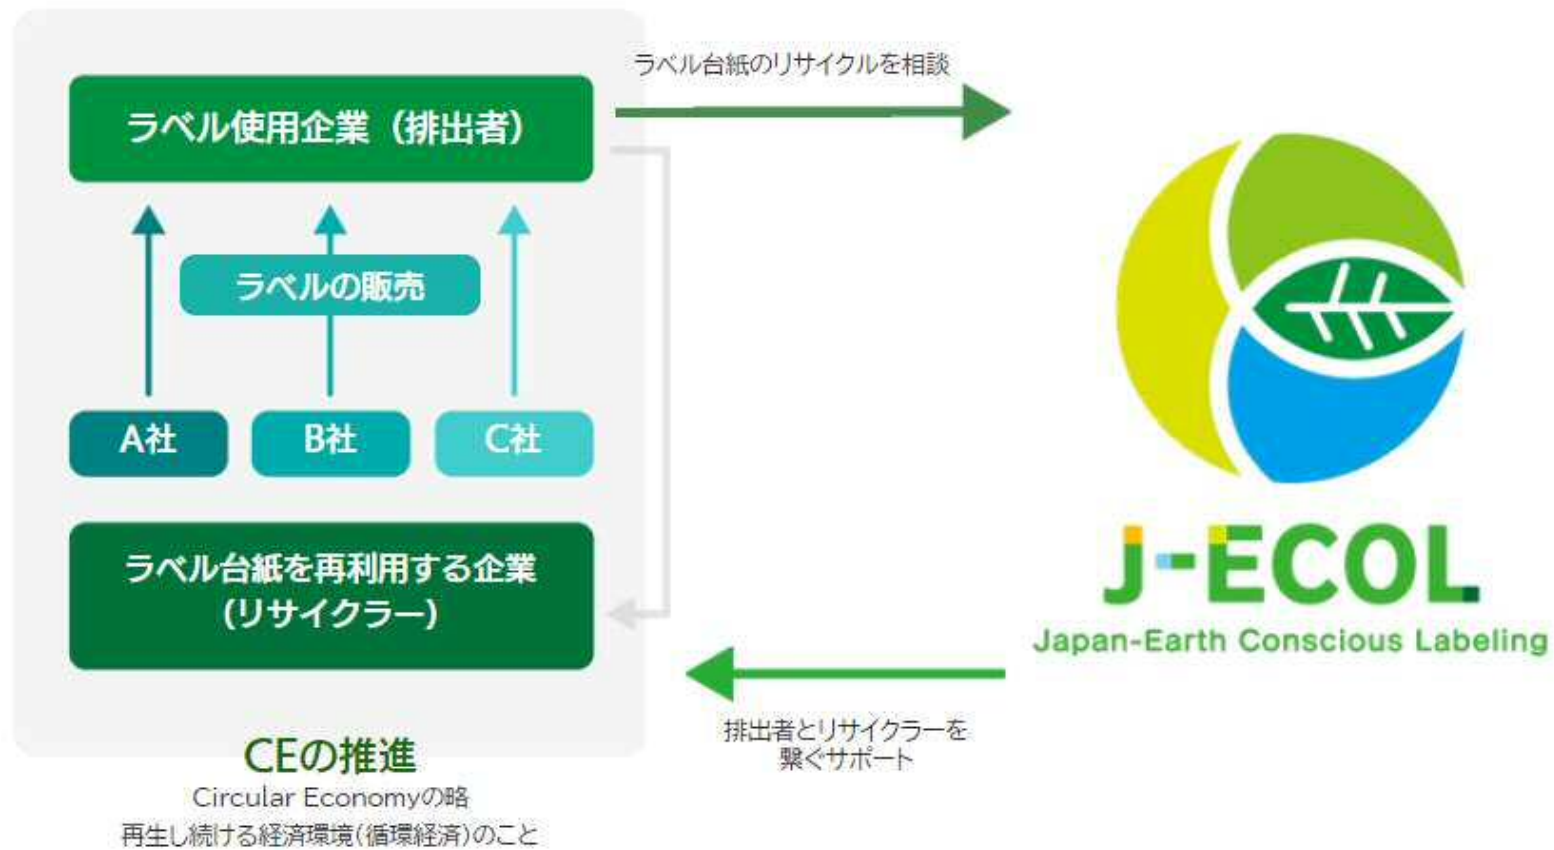 ラベル台紙のリサイクルを相談
ラベル使用企業（排出者）
ラベルの販売
A社
B社
C社
ラベル台紙を再利用する企業
(リサイクラー)
J-ECOL
Japan-Earth Conscious Labeling
排出者とリサイクラーを
繋ぐサポート
CEの推進
Circular Economyの略
再生し続ける経済環境(循環経済)のこと